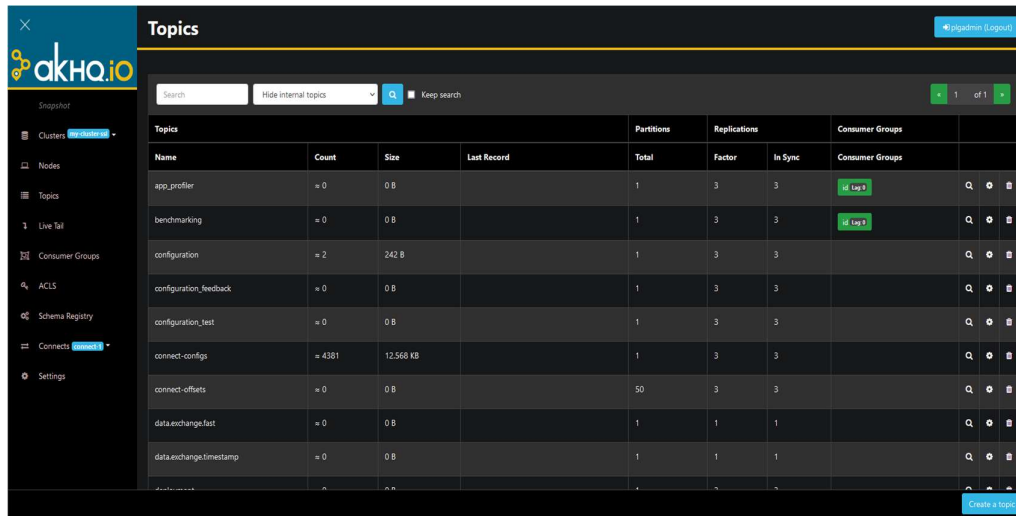 Topics
plgadmin (Logout)
akHQ.io
Snapshot
Clusters my-cluster-ssl
Nodes
Topics
Live Tail
Consumer Groups
ACLS
Schema Registry
Connects connect-1
Settings
Search Hide internal topics Keep search « 1 of 1 »
Topics Partitions Replications Consumer Groups
Name Count Size Last Record Total Factor In Sync Consumer Groups
app_profiler ≈ 0 0 B 1 3 3 id Lag: 0
benchmarking ≈ 0 0 B 1 3 3 id Lag: 0
configuration ≈ 2 242 B 1 3 3
configuration_feedback ≈ 0 0 B 1 3 3
configuration_test ≈ 0 0 B 1 3 3
connect-configs ≈ 4381 12.568 KB 1 3 3
connect-offsets ≈ 0 0 B 50 3 3
data.exchange.fast ≈ 0 0 B 1 1 1
data.exchange.timestamp ≈ 0 0 B 1 1 1
Create a topic